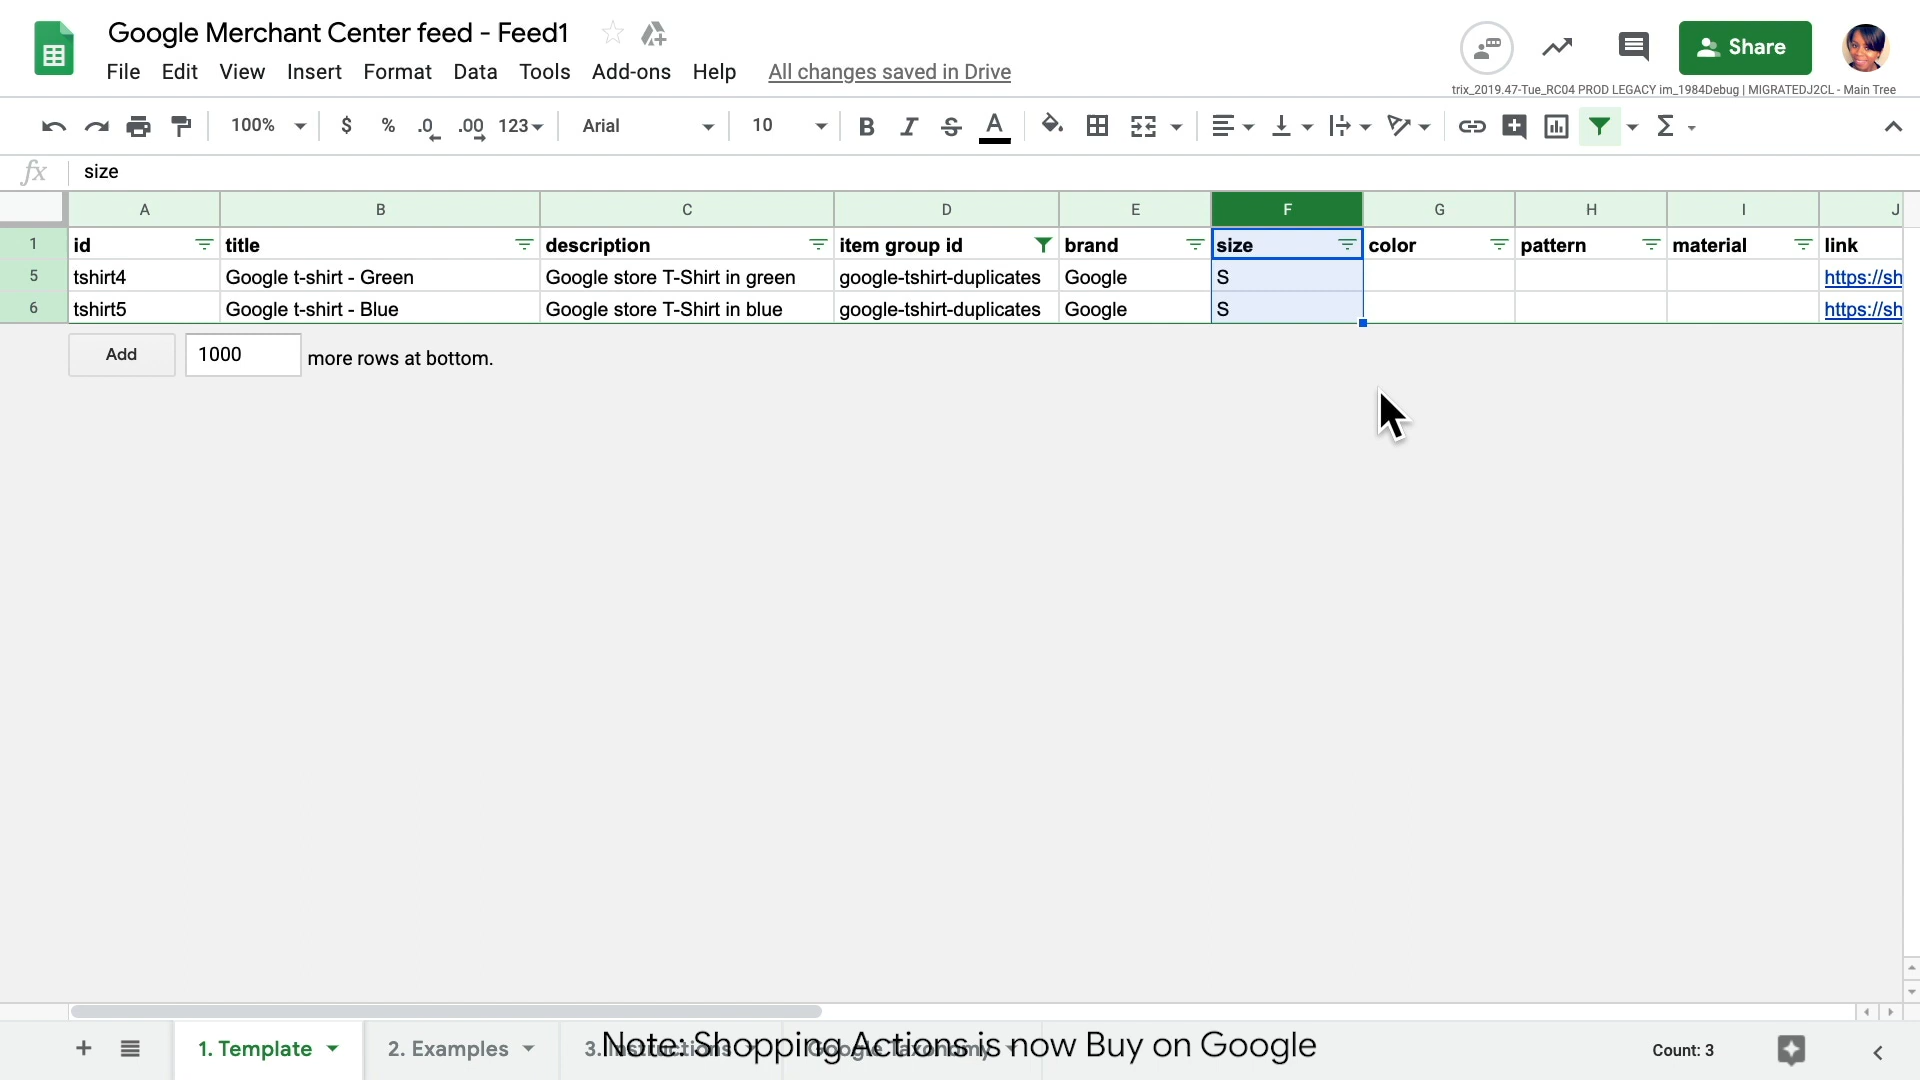 Google Merchant Center feed - Feed1
File Edit View Insert Format Data Tools Add-ons Help All changes saved in Drive
Share
trix_2019.47-Tue_RC04 PROD LEGACY im_1984Debug | MIGRATEDJ2CL - Main Tree
100% $ % .0 .00 123 Arial 10 B I S A Σ
fx size
A B C D E F G H I J
1 id title description item group id brand size color pattern material link
5 tshirt4 Google t-shirt - Green Google store T-Shirt in green google-tshirt-duplicates Google S https://sh
6 tshirt5 Google t-shirt - Blue Google store T-Shirt in blue google-tshirt-duplicates Google S https://sh
Add 1000 more rows at bottom.
1. Template 2. Examples 3. Instructions Google Taxonomy Count: 3
Note: Shopping Actions is now Buy on Google